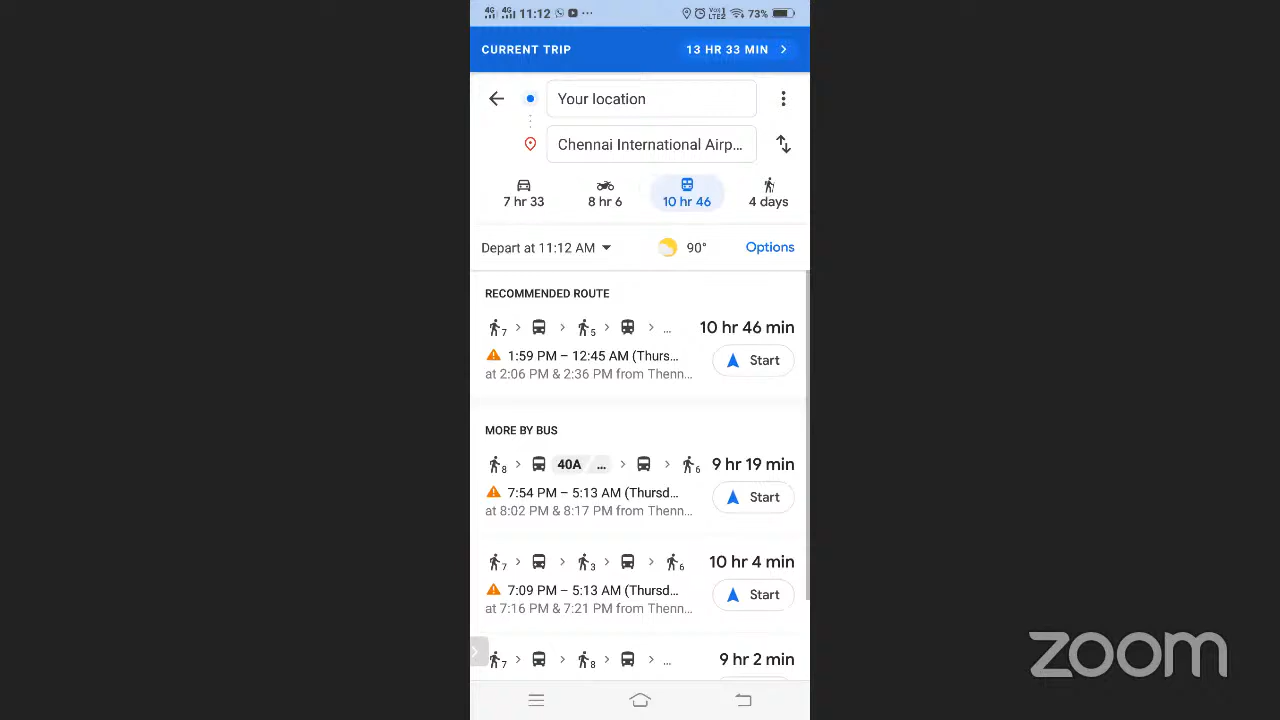 4G 4G 11:12 ... VoLTE1 LTE2 73%
CURRENT TRIP 13 HR 33 MIN
Your location
Chennai International Airp...
7 hr 33 8 hr 6 10 hr 46 4 days
Depart at 11:12 AM 90° Options
RECOMMENDED ROUTE
7 5 ... 10 hr 46 min
1:59 PM – 12:45 AM (Thurs... Start
at 2:06 PM & 2:36 PM from Thenn...
MORE BY BUS
8 40A ... 6 9 hr 19 min
7:54 PM – 5:13 AM (Thursd... Start
at 8:02 PM & 8:17 PM from Thenn...
7 3 6 10 hr 4 min
7:09 PM – 5:13 AM (Thursd... Start
at 7:16 PM & 7:21 PM from Thenn...
7 8 ... 9 hr 2 min
zoom